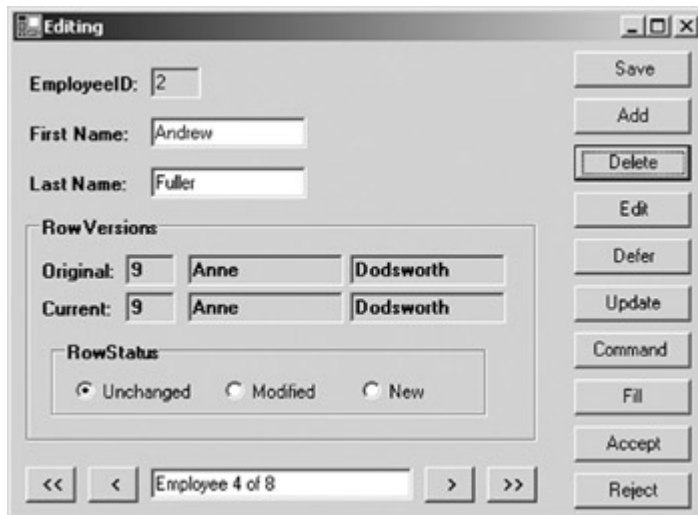 Editing
EmployeeID: 2
First Name: Andrew
Last Name: Fuller
Row Versions
Original: 9 Anne Dodsworth
Current: 9 Anne Dodsworth
RowStatus
Unchanged Modified New
<< < Employee 4 of 8 > >>
Save
Add
Delete
Edit
Defer
Update
Command
Fill
Accept
Reject